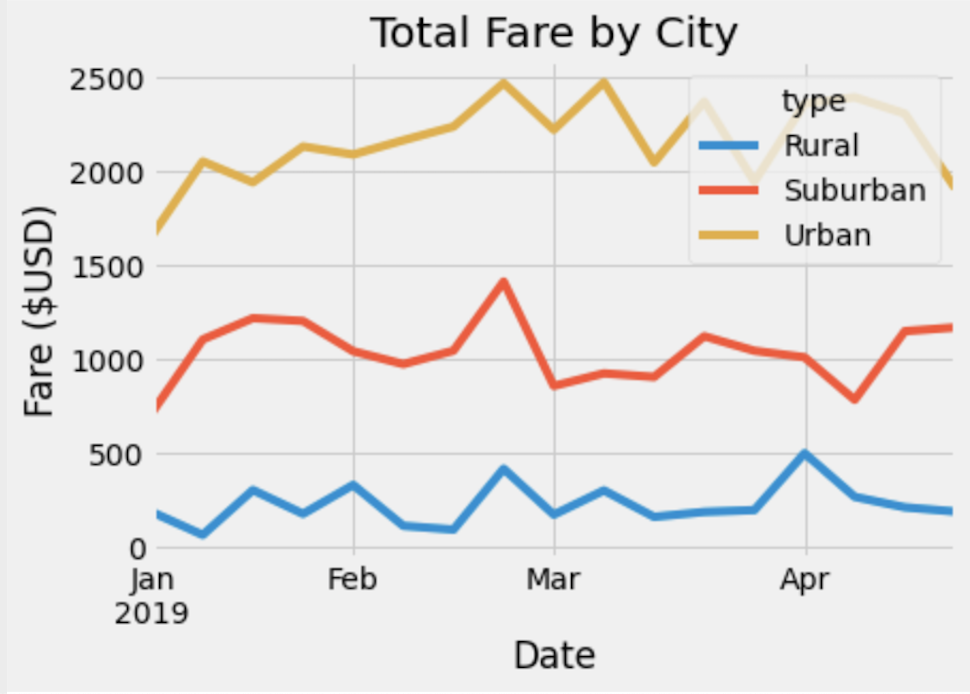 Total Fare by City
2500
2000
1500
1000
500
0
Fare ($USD)
type
Rural
Suburban
Urban
Jan
2019
Feb
Mar
Apr
Date